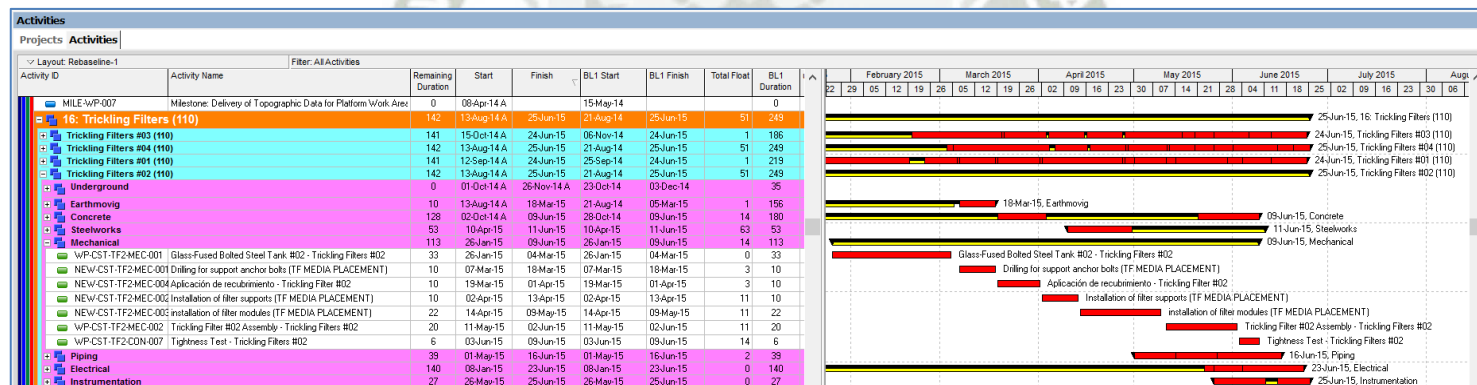 Activities
Projects Activities
Layout: Rebaseline-1 Filter: All Activities
Activity ID Activity Name Remaining Duration Start Finish BL1 Start BL1 Finish Total Float BL1 Duration
February 2015 March 2015 April 2015 May 2015 June 2015 July 2015
22 29 05 12 19 26 05 12 19 26 02 09 16 23 30 07 14 21 28 04 11 18 25 02 09 16 23 30 06
MILE-WP-007 Milestone: Delivery of Topographic Data for Platform Work Area 0 08-Apr-14 A 15-May-14 0
16: Trickling Filters (110) 142 13-Aug-14 A 25-Jun-15 21-Aug-14 25-Jun-15 51 249 25-Jun-15, 16: Trickling Filters (110)
Trickling Filters #03 (110) 141 15-Oct-14 A 24-Jun-15 06-Nov-14 24-Jun-15 1 186 24-Jun-15, Trickling Filters #03 (110)
Trickling Filters #04 (110) 142 13-Aug-14 A 25-Jun-15 21-Aug-14 25-Jun-15 51 249 25-Jun-15, Trickling Filters #04 (110)
Trickling Filters #01 (110) 141 12-Sep-14 A 24-Jun-15 25-Sep-14 24-Jun-15 1 219 24-Jun-15, Trickling Filters #01 (110)
Trickling Filters #02 (110) 142 13-Aug-14 A 25-Jun-15 21-Aug-14 25-Jun-15 51 249 25-Jun-15, Trickling Filters #02 (110)
Underground 0 01-Oct-14 A 26-Nov-14 A 23-Oct-14 03-Dec-14 35
Earthmovig 10 13-Aug-14 A 18-Mar-15 21-Aug-14 05-Mar-15 1 156 18-Mar-15, Earthmovig
Concrete 128 02-Oct-14 A 09-Jun-15 28-Oct-14 09-Jun-15 14 180 09-Jun-15, Concrete
Steelworks 53 10-Apr-15 11-Jun-15 10-Apr-15 11-Jun-15 63 53 11-Jun-15, Steelworks
Mechanical 113 26-Jan-15 09-Jun-15 26-Jan-15 09-Jun-15 14 113 09-Jun-15, Mechanical
WP-CST-TF2-MEC-001 Glass-Fused Bolted Steel Tank #02 - Trickling Filters #02 33 26-Jan-15 04-Mar-15 26-Jan-15 04-Mar-15 0 33 Glass-Fused Bolted Steel Tank #02 - Trickling Filters #02
NEW-CST-TF2-MEC-001 Drilling for support anchor bolts (TF MEDIA PLACEMENT) 10 07-Mar-15 18-Mar-15 07-Mar-15 18-Mar-15 3 10 Drilling for support anchor bolts (TF MEDIA PLACEMENT)
NEW-CST-TF2-MEC-004 Aplicación de recubrimiento - Trickling Filter #02 10 19-Mar-15 01-Apr-15 19-Mar-15 01-Apr-15 3 10 Aplicación de recubrimiento - Trickling Filter #02
NEW-CST-TF2-MEC-002 Installation of filter supports (TF MEDIA PLACEMENT) 10 02-Apr-15 13-Apr-15 02-Apr-15 13-Apr-15 11 10 Installation of filter supports (TF MEDIA PLACEMENT)
NEW-CST-TF2-MEC-003 installation of filter modules (TF MEDIA PLACEMENT) 22 14-Apr-15 09-May-15 14-Apr-15 09-May-15 11 22 installation of filter modules (TF MEDIA PLACEMENT)
WP-CST-TF2-MEC-002 Trickling Filter #02 Assembly - Trickling Filters #02 20 11-May-15 02-Jun-15 11-May-15 02-Jun-15 11 20 Trickling Filter #02 Assembly - Trickling Filters #02
WP-CST-TF2-CON-007 Tightness Test - Trickling Filters #02 6 03-Jun-15 09-Jun-15 03-Jun-15 09-Jun-15 14 6 Tightness Test - Trickling Filters #02
Piping 39 01-May-15 16-Jun-15 01-May-15 16-Jun-15 2 39 16-Jun-15, Piping
Electrical 140 08-Jan-15 23-Jun-15 08-Jan-15 23-Jun-15 0 140 23-Jun-15, Electrical
Instrumentation 27 26-May-15 25-Jun-15 26-May-15 25-Jun-15 0 27 25-Jun-15, Instrumentation